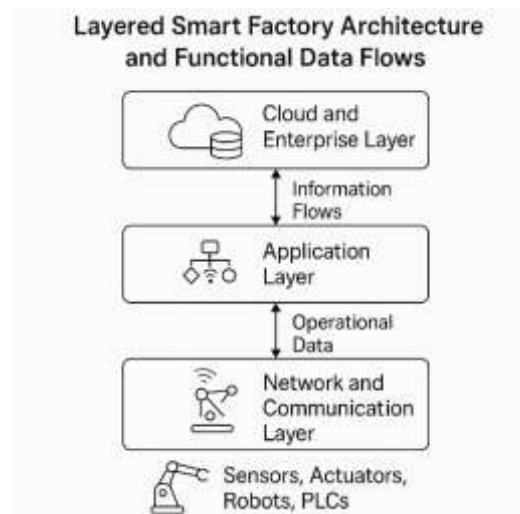 Layered Smart Factory Architecture
and Functional Data Flows
Cloud and
Enterprise Layer
Information
Flows
Application
Layer
Operational
Data
Network and
Communication
Layer
Sensors, Actuators,
Robots, PLCs